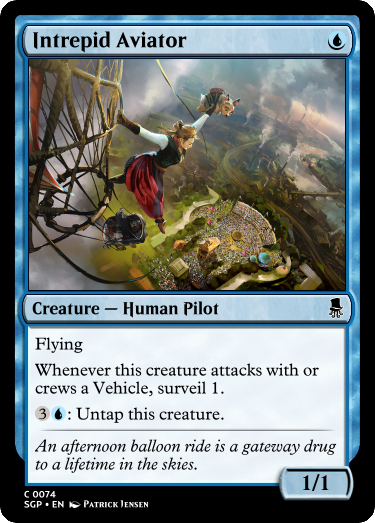 Intrepid Aviator
Creature — Human Pilot
Flying
Whenever this creature attacks with or
crews a Vehicle, surveil 1.
3: Untap this creature.
An afternoon balloon ride is a gateway drug
to a lifetime in the skies.
1/1
C 0074
SGP • EN Patrick Jensen